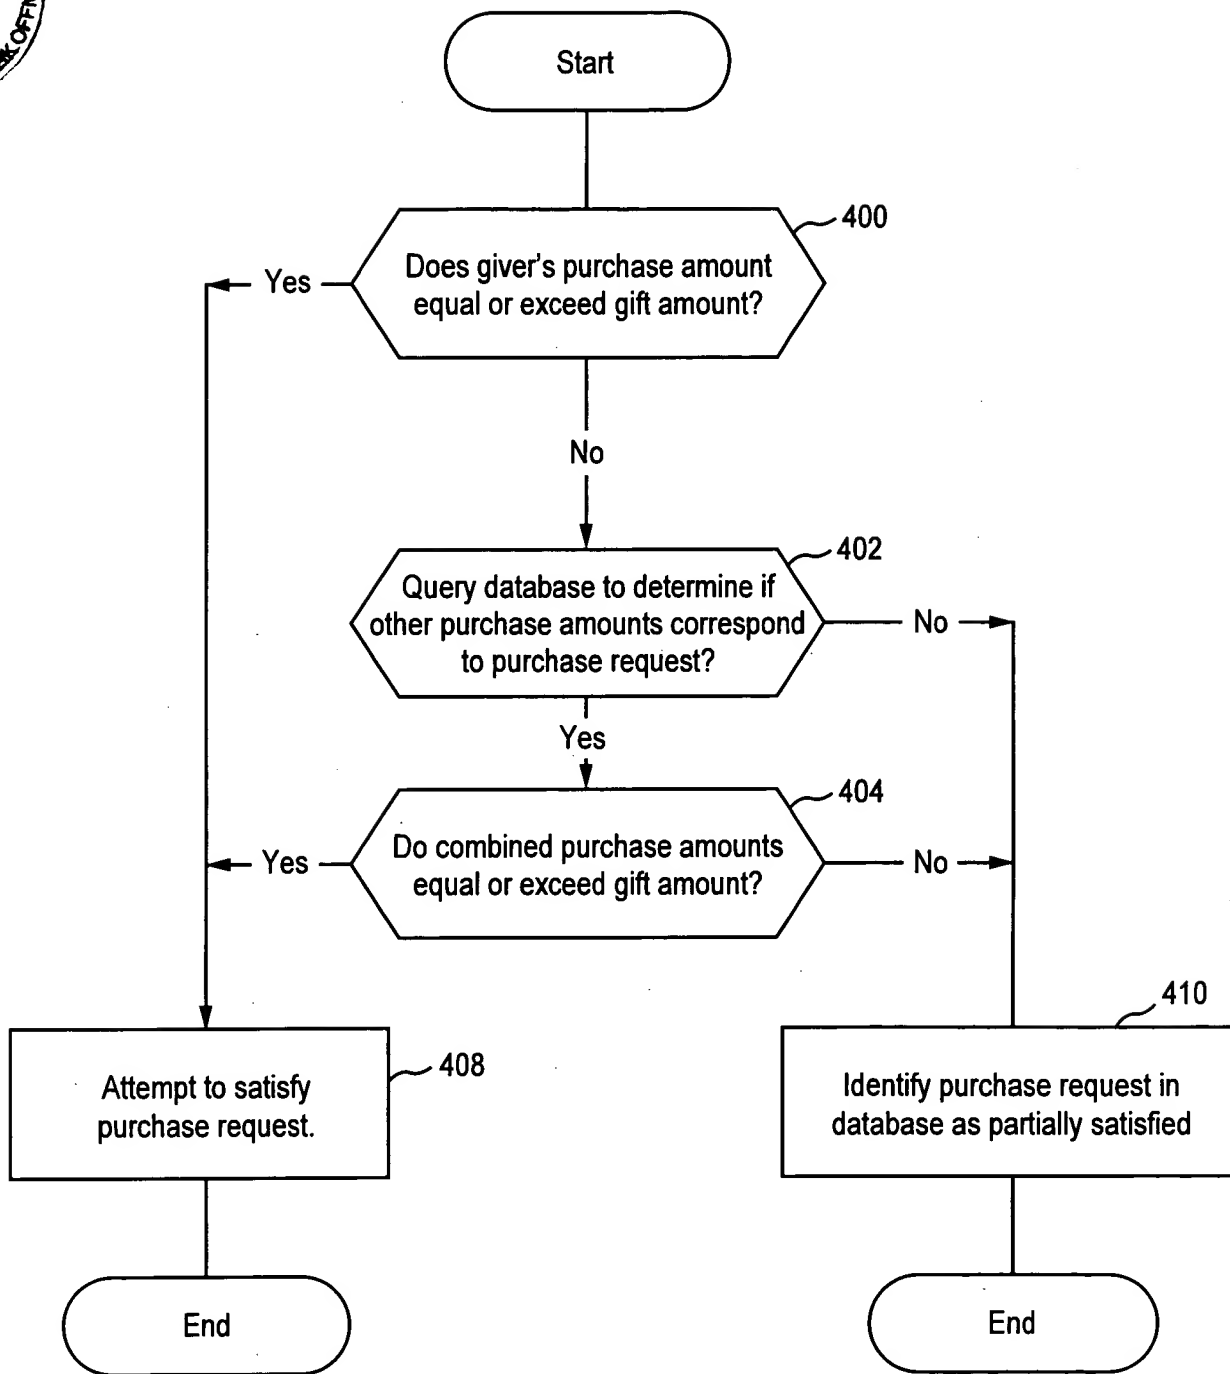 Start
400
Does giver's purchase amount
equal or exceed gift amount?
Yes
No
402
Query database to determine if
other purchase amounts correspond
to purchase request?
No
Yes
404
Do combined purchase amounts
equal or exceed gift amount?
Yes
No
408
Attempt to satisfy
purchase request.
410
Identify purchase request in
database as partially satisfied
End
End